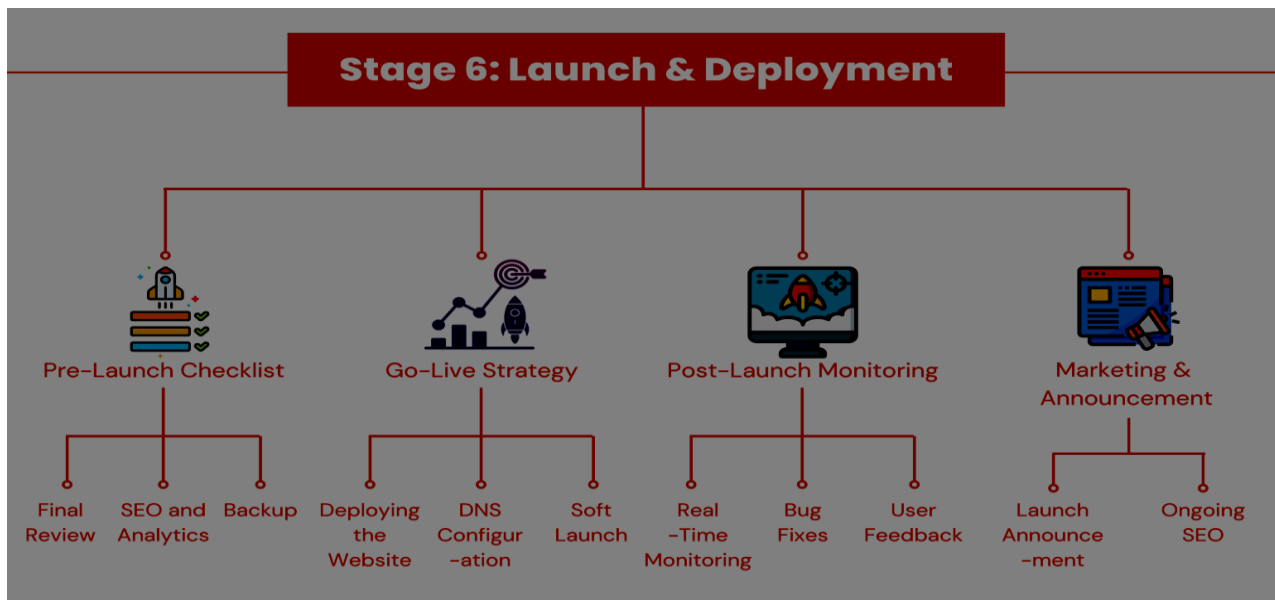 Stage 6: Launch & Deployment
Pre-Launch Checklist
Go-Live Strategy
Post-Launch Monitoring
Marketing &
Announcement
Final
Review
SEO and
Analytics
Backup
Deploying
the
Website
DNS
Configur
-ation
Soft
Launch
Real
-Time
Monitoring
Bug
Fixes
User
Feedback
Launch
Announce
-ment
Ongoing
SEO